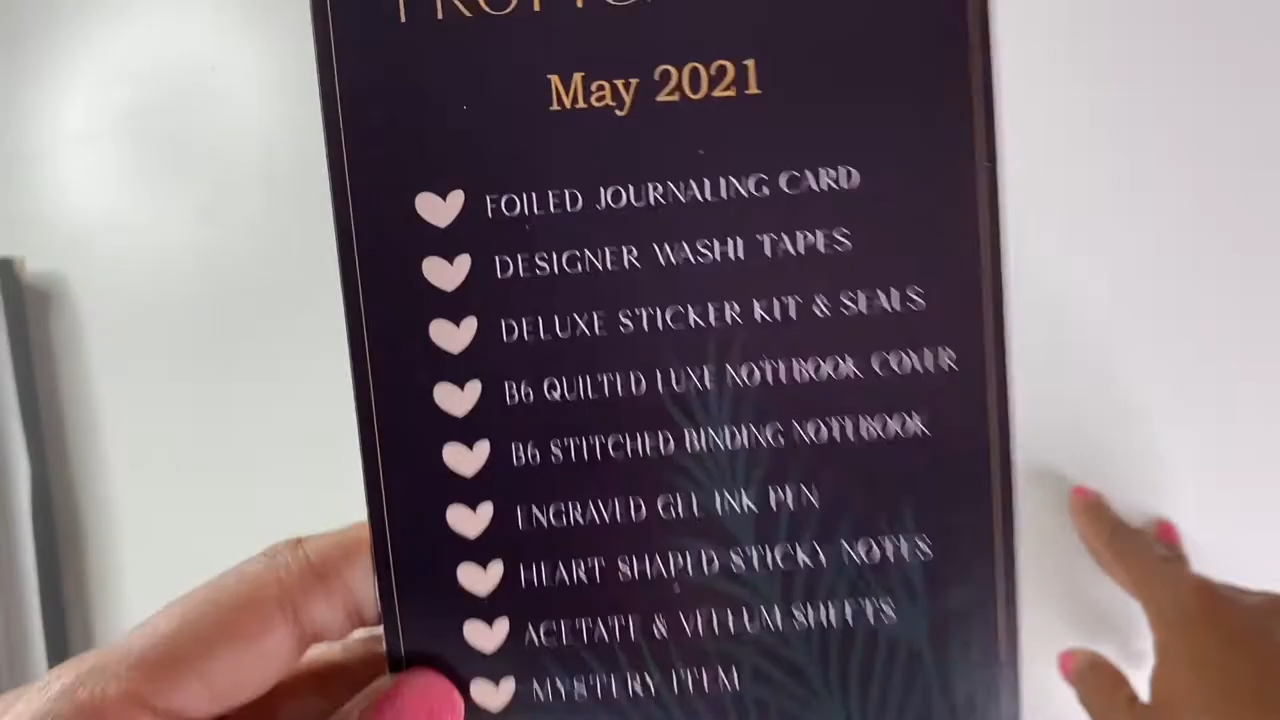 May 2021
FOILED JOURNALING CARD
DESIGNER WASHI TAPES
DELUXE STICKER KIT & SEALS
B6 QUILTED LUXE NOTEBOOK COVER
B6 STITCHED BINDING NOTEBOOK
ENGRAVED GEL INK PEN
HEART SHAPED STICKY NOTES
ACETATE & VELLUM SHEETS
MYSTERY ITEM